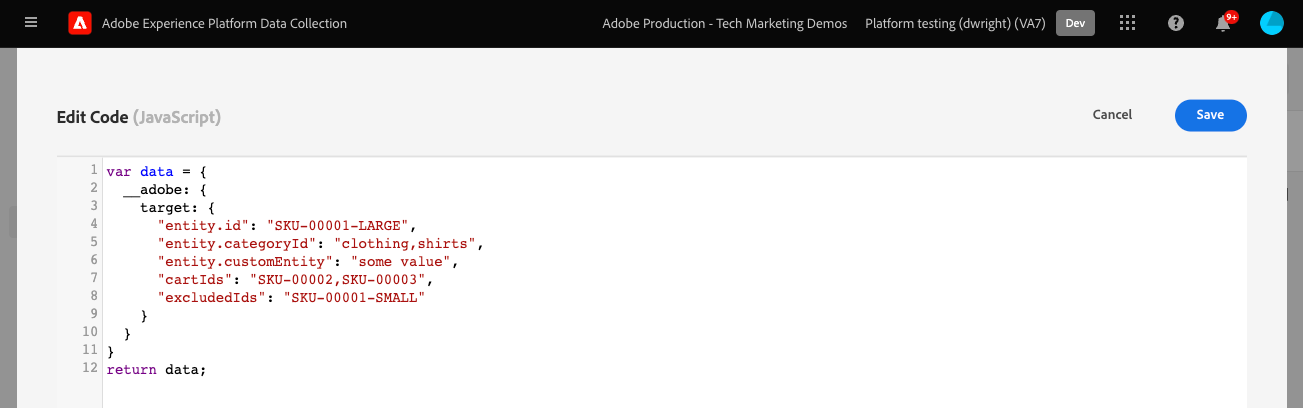 Adobe Experience Platform Data Collection Adobe Production - Tech Marketing Demos Platform testing (dwright) (VA7) Dev 9+
Edit Code (JavaScript) Cancel Save
1 var data = {
2   __adobe: {
3     target: {
4       "entity.id": "SKU-00001-LARGE",
5       "entity.categoryId": "clothing,shirts",
6       "entity.customEntity": "some value",
7       "cartIds": "SKU-00002,SKU-00003",
8       "excludedIds": "SKU-00001-SMALL"
9     }
10   }
11 }
12 return data;